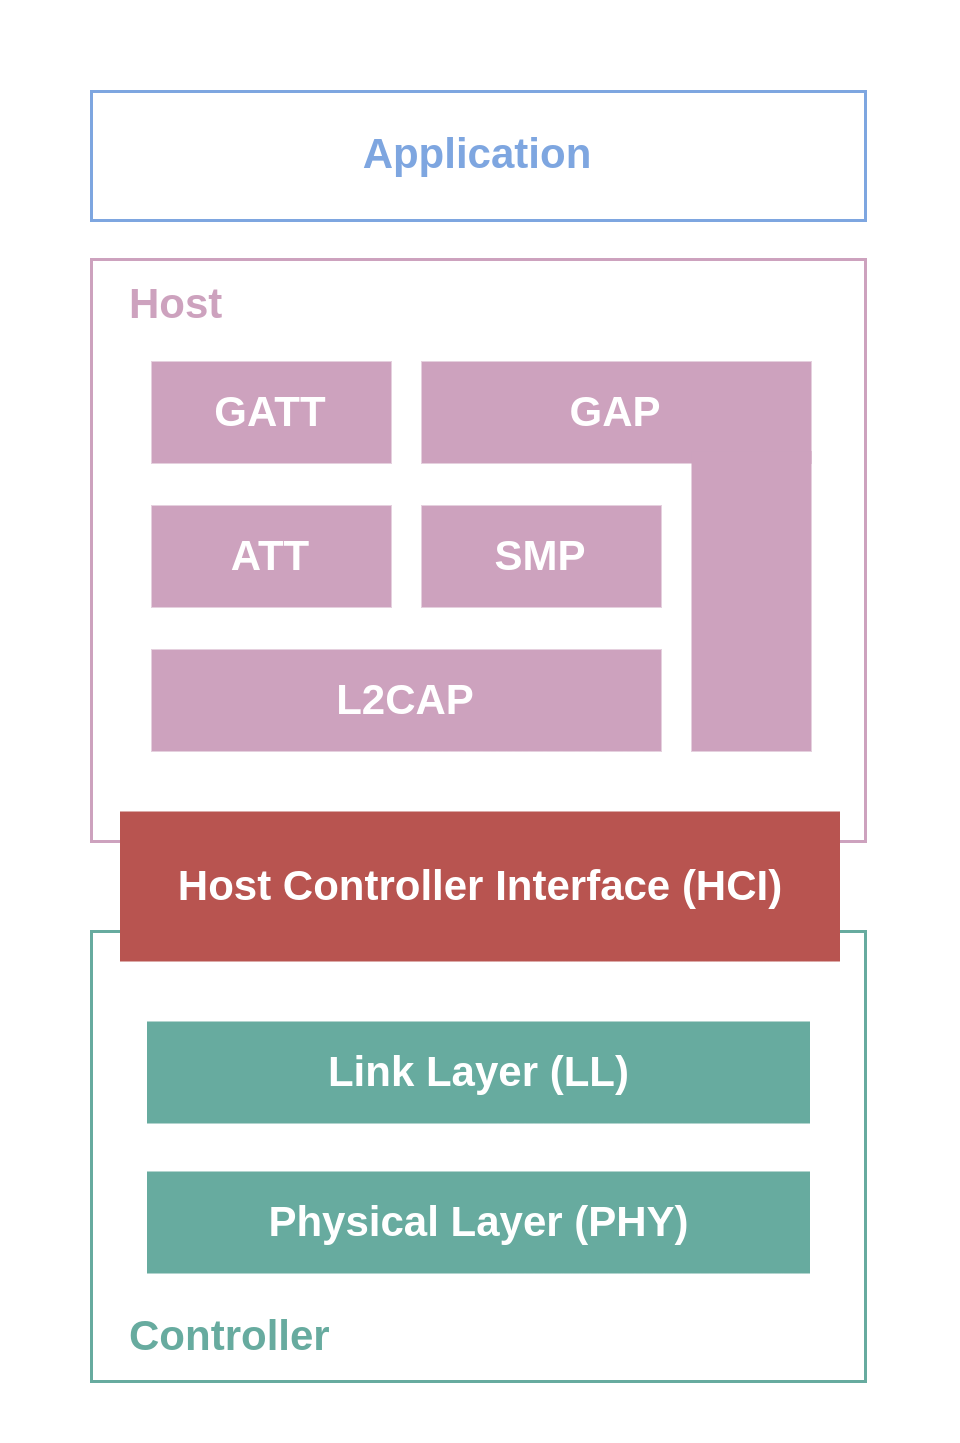 Application
Host
GATT
GAP
ATT
SMP
L2CAP
Host Controller Interface (HCI)
Link Layer (LL)
Physical Layer (PHY)
Controller